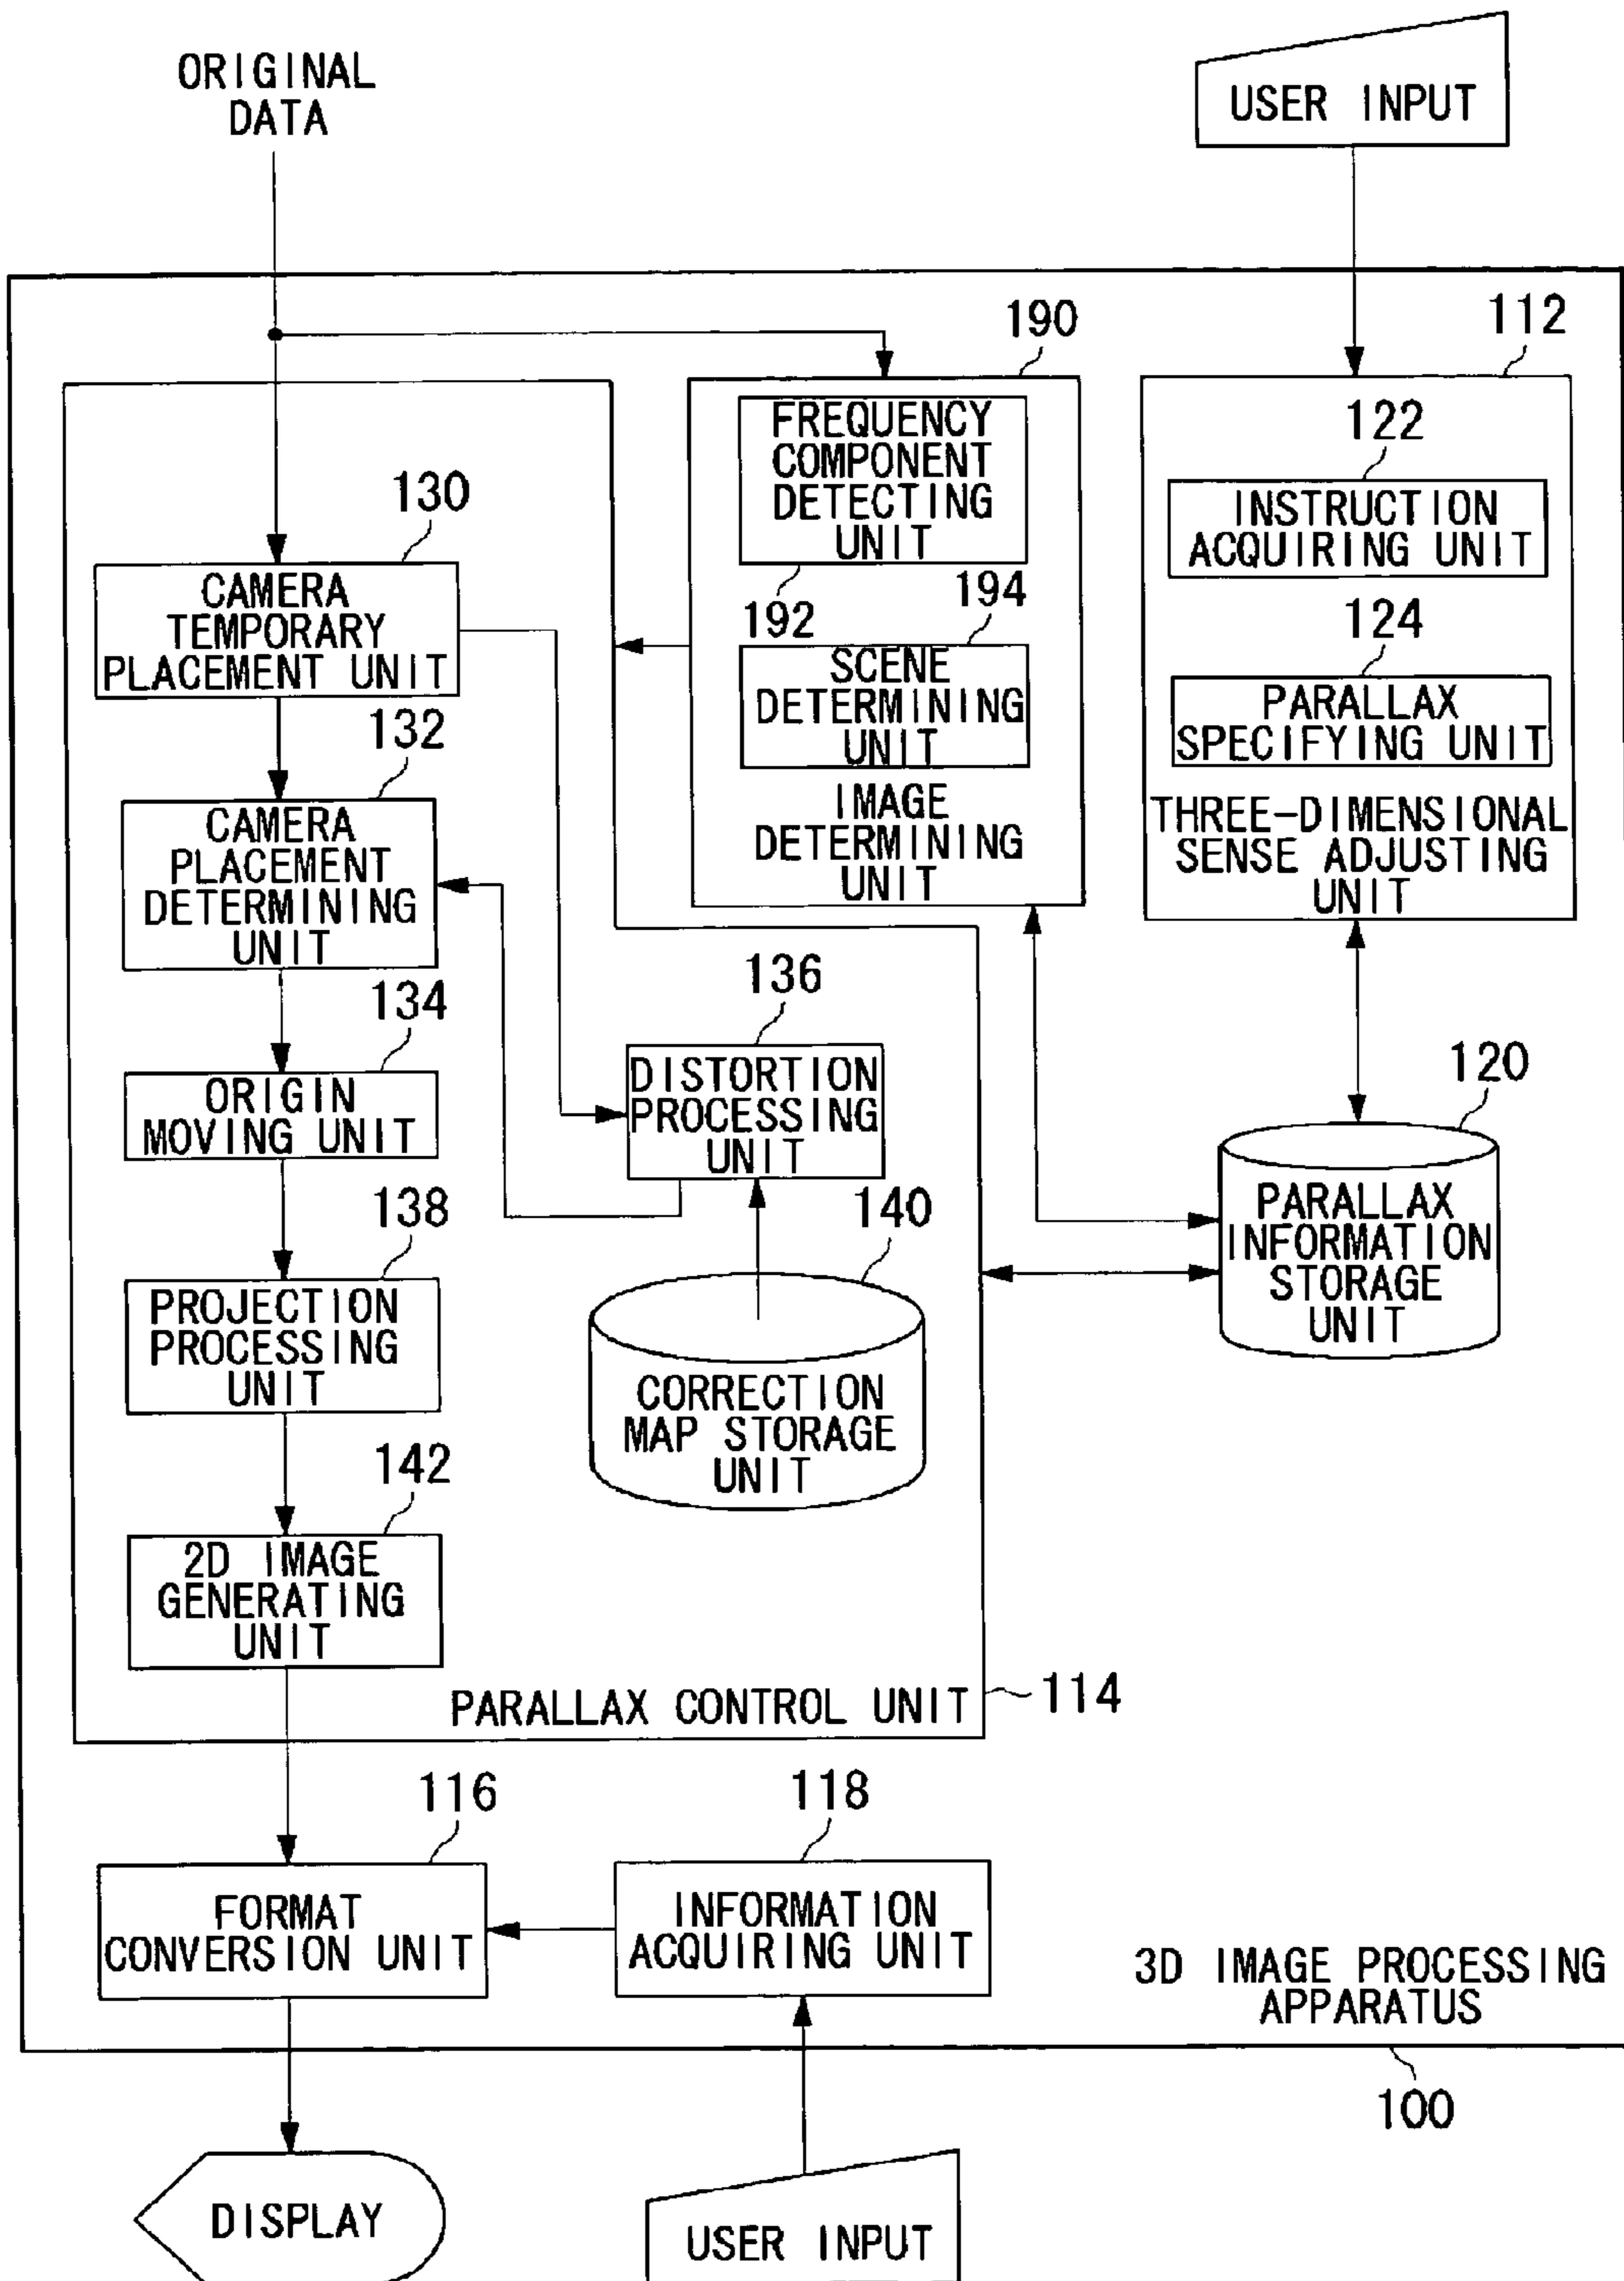 ORIGINAL
DATA
USER INPUT
190
112
FREQUENCY
COMPONENT
DETECTING
UNIT
192
194
SCENE
DETERMINING
UNIT
IMAGE
DETERMINING
UNIT
122
INSTRUCTION
ACQUIRING UNIT
124
PARALLAX
SPECIFYING UNIT
THREE-DIMENSIONAL
SENSE ADJUSTING
UNIT
130
CAMERA
TEMPORARY
PLACEMENT UNIT
132
CAMERA
PLACEMENT
DETERMINING
UNIT
134
ORIGIN
MOVING UNIT
136
DISTORTION
PROCESSING
UNIT
120
PARALLAX
INFORMATION
STORAGE
UNIT
138
PROJECTION
PROCESSING
UNIT
140
CORRECTION
MAP STORAGE
UNIT
142
2D IMAGE
GENERATING
UNIT
PARALLAX CONTROL UNIT
114
116
FORMAT
CONVERSION UNIT
118
INFORMATION
ACQUIRING UNIT
3D IMAGE PROCESSING
APPARATUS
100
DISPLAY
USER INPUT